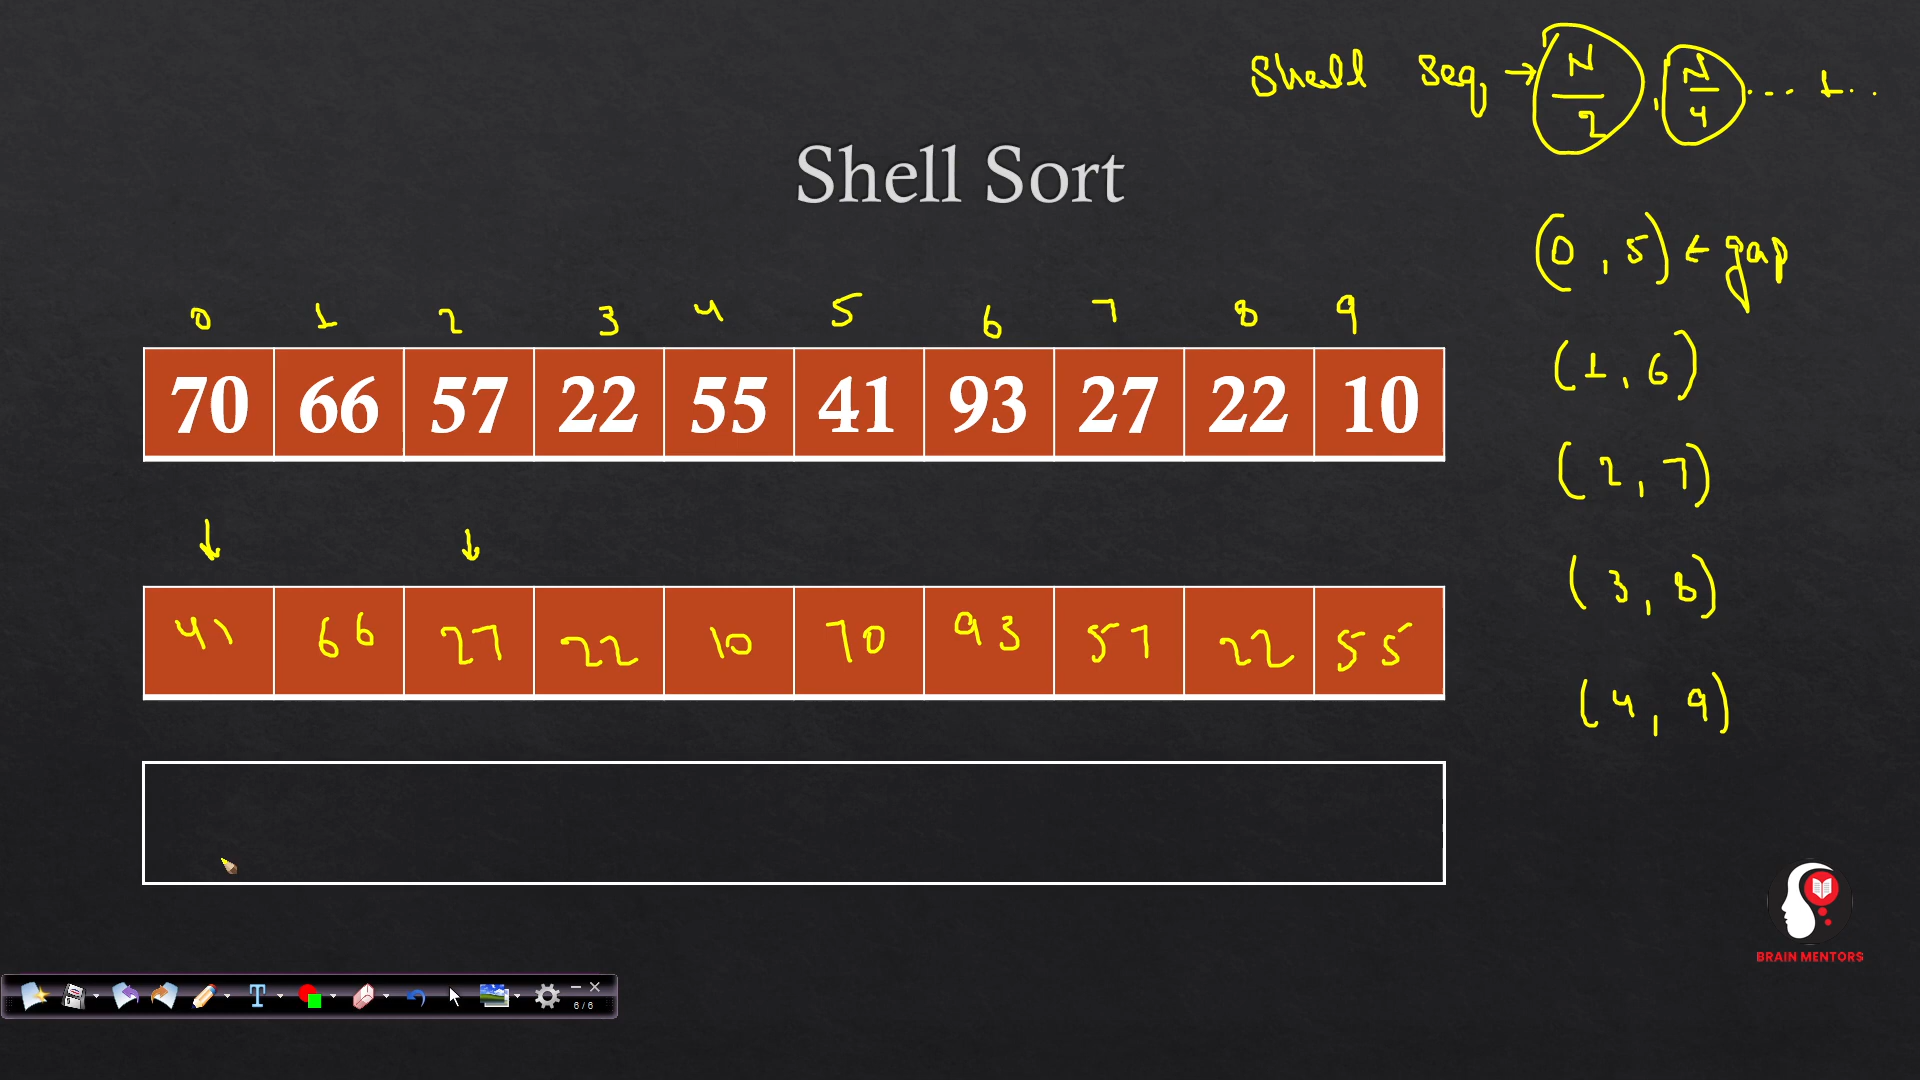 Shell Seq → N/2, N/4 ... 1..
Shell Sort
(0, 5) ← gap
0 1 2 3 4 5 6 7 8 9
70 66 57 22 55 41 93 27 22 10
(1, 6)
(2, 7)
(3, 8)
41 66 27 22 10 70 93 57 22 55
(4, 9)
BRAIN MENTORS
T
6/6